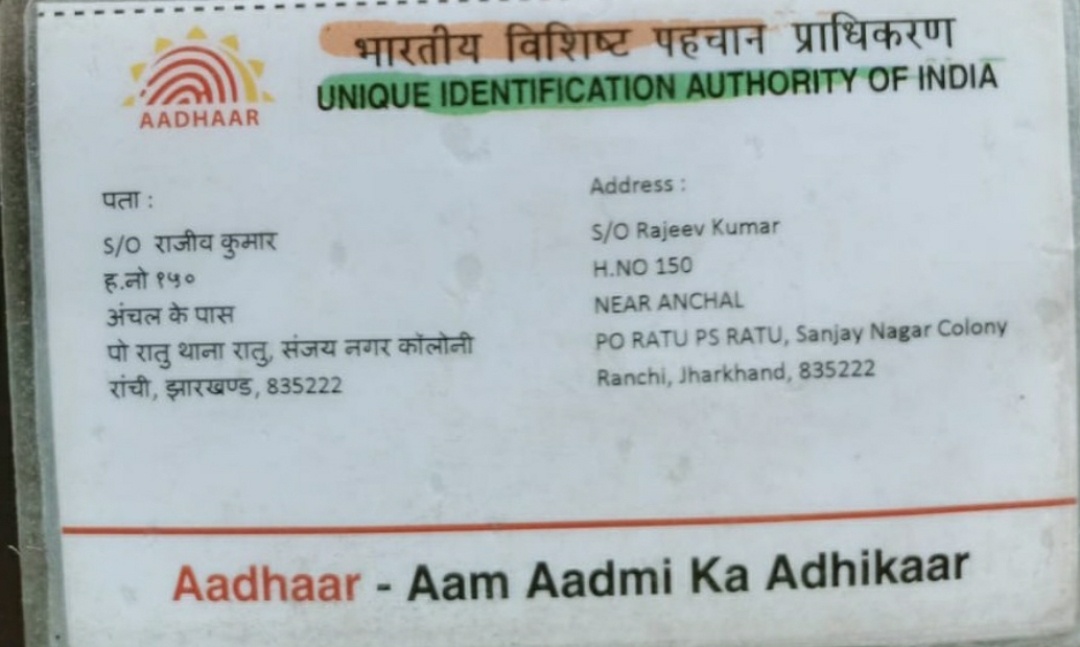 भारतीय विशिष्ट पहचान प्राधिकरण
UNIQUE IDENTIFICATION AUTHORITY OF INDIA
AADHAAR
पता :
S/O राजीव कुमार
ह.नो १५०
अंचल के पास
पो रातु थाना रातु, संजय नगर कॉलोनी
रांची, झारखण्ड, 835222
Address :
S/O Rajeev Kumar
H.NO 150
NEAR ANCHAL
PO RATU PS RATU, Sanjay Nagar Colony
Ranchi, Jharkhand, 835222
Aadhaar - Aam Aadmi Ka Adhikaar